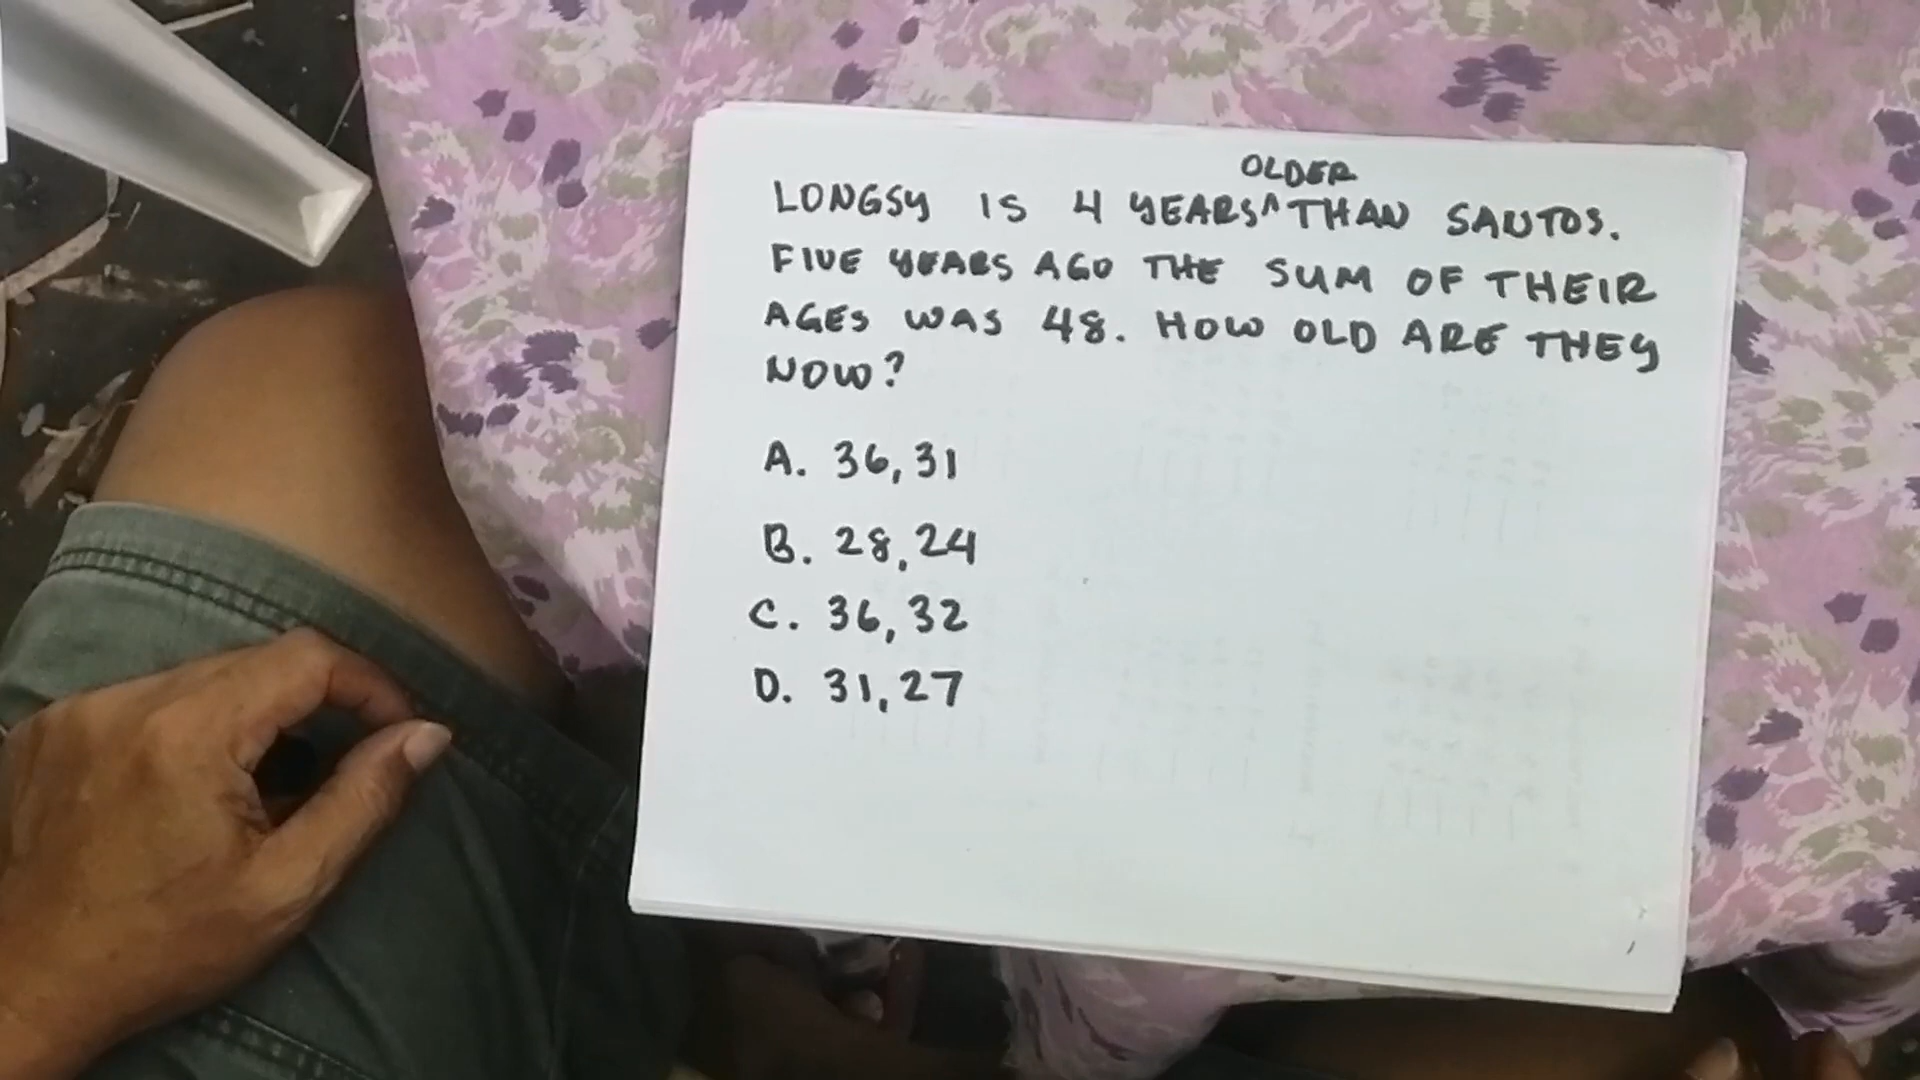 OLDER
LONGSY IS 4 YEARS^THAN SANTOS.
FIVE YEARS AGO THE SUM OF THEIR
AGES WAS 48. HOW OLD ARE THEY
NOW?
A. 36, 31
B. 28, 24
C. 36, 32
D. 31, 27